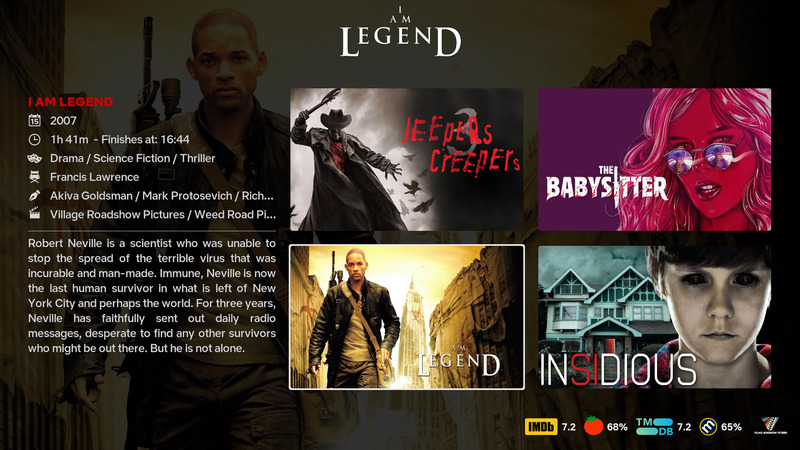 I
AM
LEGEND
I AM LEGEND
15 2007
1h 41m - Finishes at: 16:44
Drama / Science Fiction / Thriller
Francis Lawrence
Akiva Goldsman / Mark Protosevich / Rich...
Village Roadshow Pictures / Weed Road Pi...
Robert Neville is a scientist who was unable to
stop the spread of the terrible virus that was
incurable and man-made. Immune, Neville is now
the last human survivor in what is left of New
York City and perhaps the world. For three years,
Neville has faithfully sent out daily radio
messages, desperate to find any other survivors
who might be out there. But he is not alone.
3
JEEPERS
CREEPERS
THE
BABYSITTER
I AM
LEGEND
INSIDIOUS
IMDb 7.2 68% TM DB 7.2 65% VILLAGE ROADSHOW PICTURES